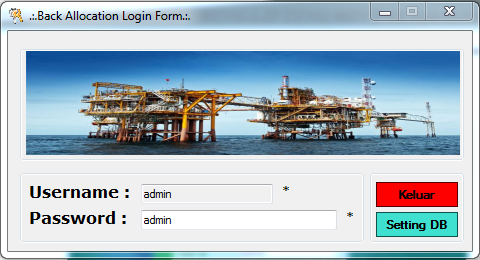 .:.Back Allocation Login Form.:.
Username : admin *
Password : admin *
Keluar
Setting DB